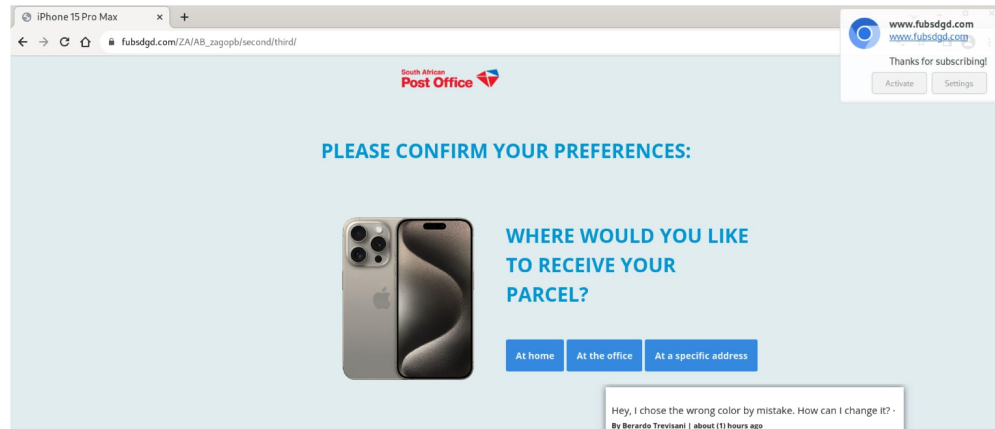 iPhone 15 Pro Max
fubsdgd.com/ZA/AB_zagopb/second/third/
www.fubsdgd.com
www.fubsdgd.com
Thanks for subscribing!
Activate Settings
South African
Post Office
PLEASE CONFIRM YOUR PREFERENCES:
WHERE WOULD YOU LIKE
TO RECEIVE YOUR
PARCEL?
At home At the office At a specific address
Hey, I chose the wrong color by mistake. How can I change it? ·
By Berardo Trevisani | about (1) hours ago